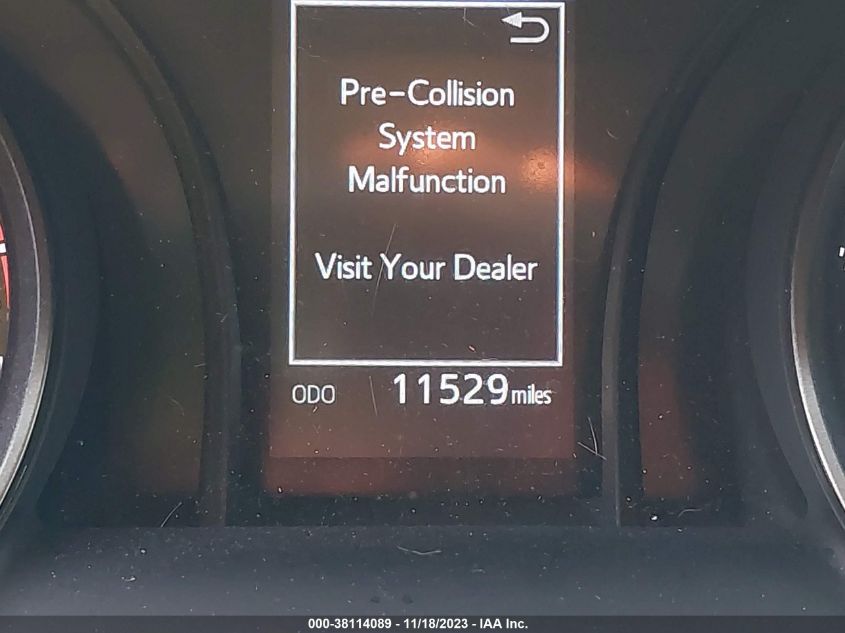 Pre-Collision
System
Malfunction
Visit Your Dealer
ODO 11529 miles
000-38114089 - 11/18/2023 - IAA Inc.